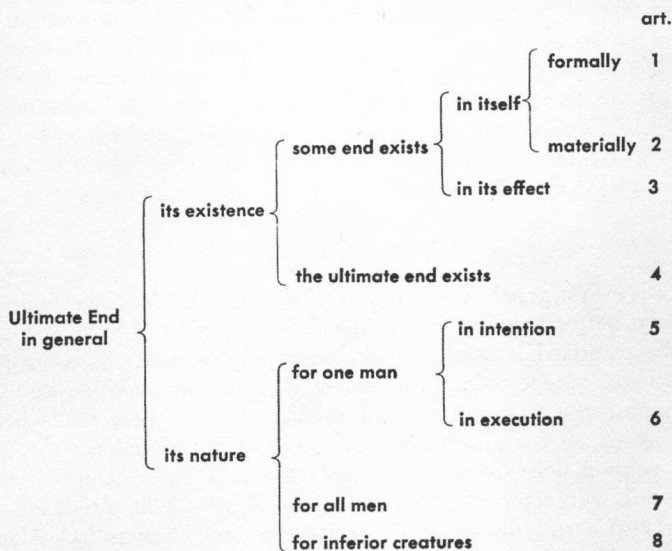 art.
formally 1
in itself
materially 2
some end exists
in its effect 3
its existence
the ultimate end exists 4
Ultimate End
in general
in intention 5
for one man
in execution 6
its nature
for all men 7
for inferior creatures 8